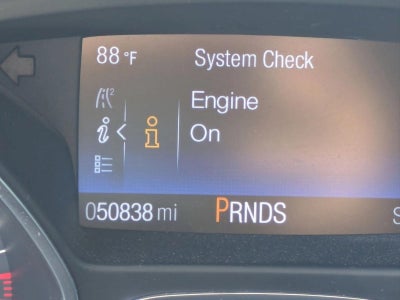 88 °F System Check
Engine
On
050838 mi PRNDS S